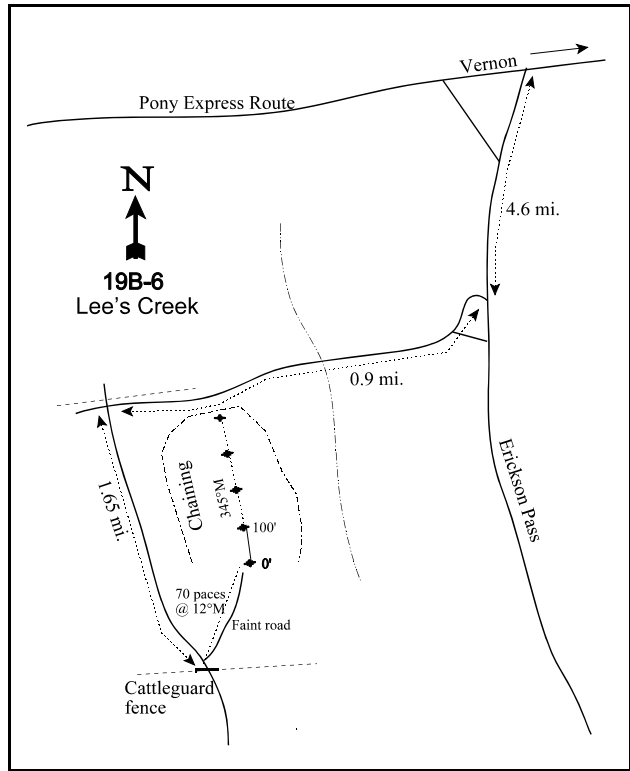 Vernon
Pony Express Route
N
4.6 mi.
19B-6
Lee's Creek
0.9 mi.
Erickson Pass
Chaining
345°M
1.65 mi.
100'
0'
70 paces
@ 12°M
Faint road
Cattleguard
fence